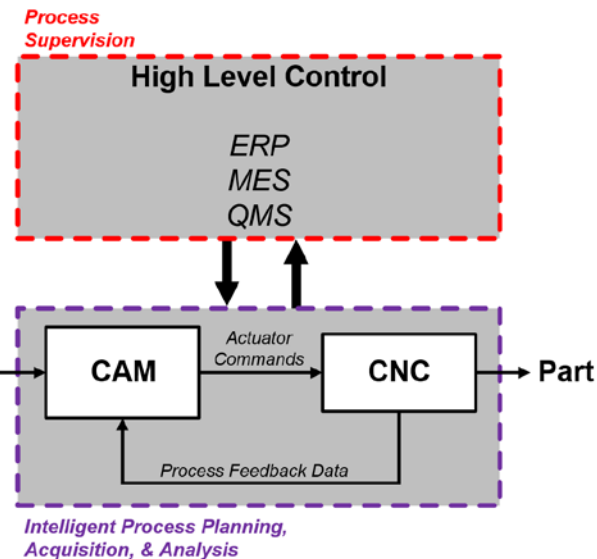 Process
Supervision
High Level Control
ERP
MES
QMS
Actuator
Commands
CAM
CNC
Part
Process Feedback Data
Intelligent Process Planning,
Acquisition, & Analysis